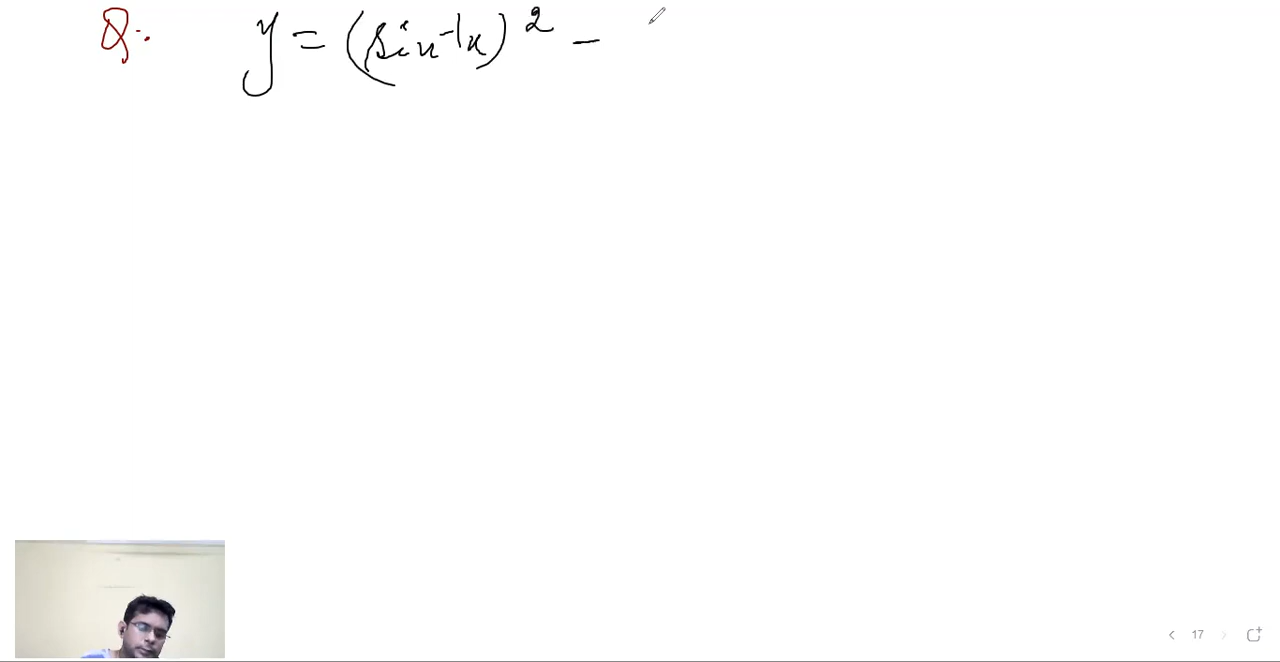 Q:- y = (sin⁻¹x)² –
17